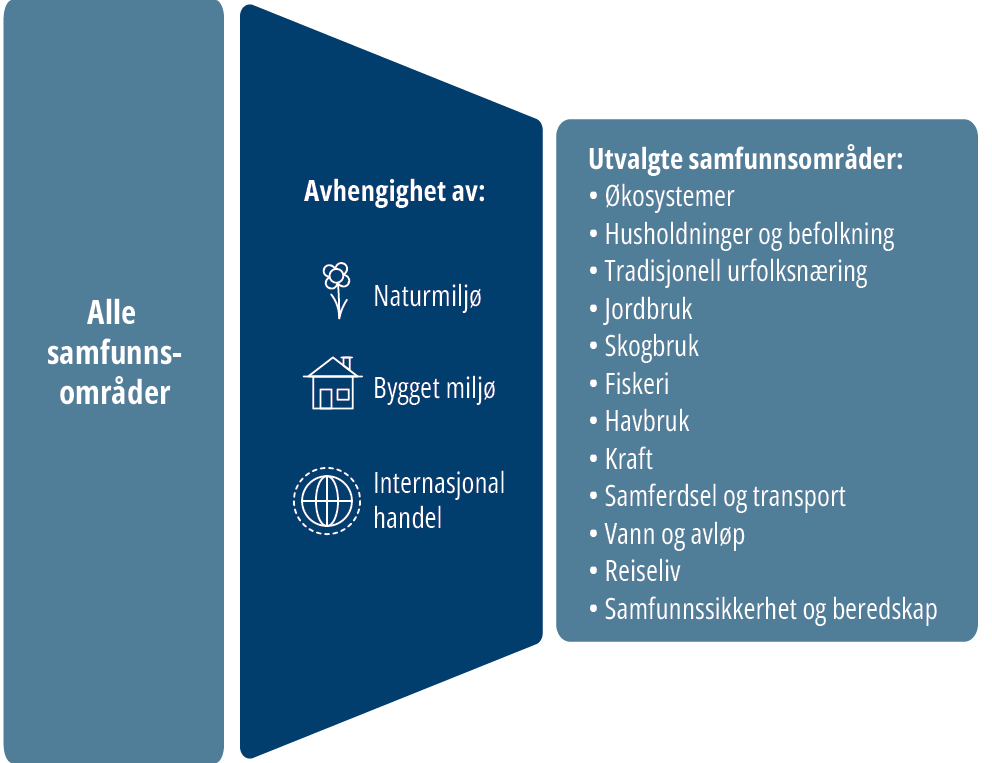 Alle
samfunns-
områder
Avhengighet av:
Naturmiljø
Bygget miljø
Internasjonal
handel
Utvalgte samfunnsområder:
• Økosystemer
• Husholdninger og befolkning
• Tradisjonell urfolksnæring
• Jordbruk
• Skogbruk
• Fiskeri
• Havbruk
• Kraft
• Samferdsel og transport
• Vann og avløp
• Reiseliv
• Samfunnssikkerhet og beredskap